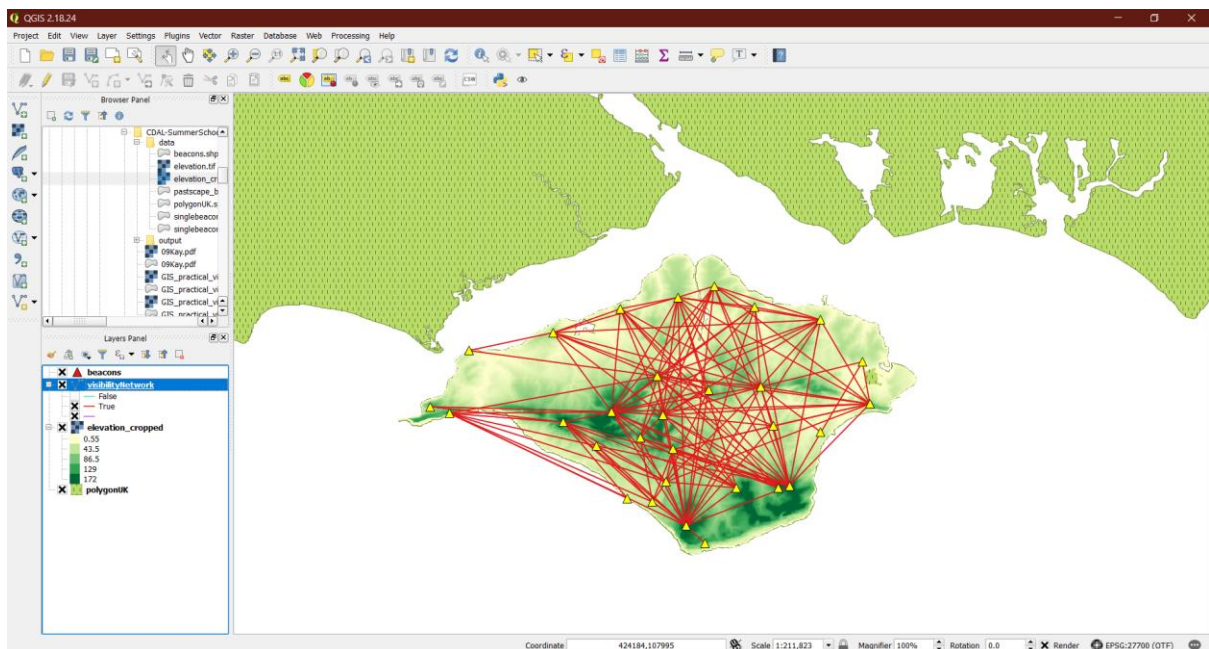 QGIS 2.18.24
Project Edit View Layer Settings Plugins Vector Raster Database Web Processing Help
CSW
Browser Panel
CDAL-SummerSchool
data
beacons.shp
elevation.tif
elevation_cr
pastscape_b
polygonUK.s
singlebeacor
singlebeacor
output
09Kay.pdf
09Kay.pdf
GIS_practical_vi
GIS_practical_vi
GIS_practical_vi
GIS_practical_vi
Layers Panel
beacons
visibilityNetwork
False
True
elevation_cropped
0.55
43.5
86.5
129
172
polygonUK
Coordinate 424184,107995 Scale 1:211,823 Magnifier 100% Rotation 0.0 Render EPSG:27700 (OTF)